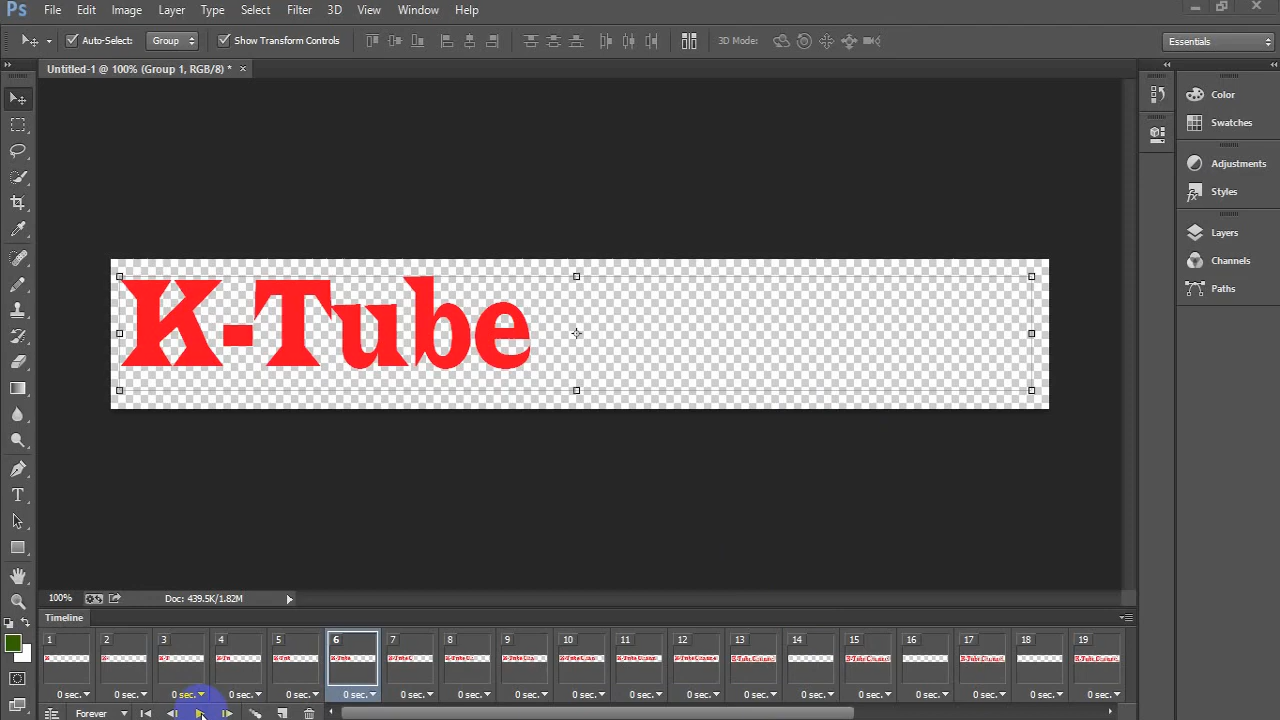 Ps File Edit Image Layer Type Select Filter 3D View Window Help
Auto-Select: Group Show Transform Controls 3D Mode: Essentials
Untitled-1 @ 100% (Group 1, RGB/8) *
Color
Swatches
Adjustments
Styles
Layers
Channels
Paths
K-Tube
100% Doc: 439.5K/1.82M
Timeline
1 2 3 4 5 6 7 8 9 10 11 12 13 14 15 16 17 18 19
0 sec. 0 sec. 0 sec. 0 sec. 0 sec. 0 sec. 0 sec. 0 sec. 0 sec. 0 sec. 0 sec. 0 sec. 0 sec. 0 sec. 0 sec. 0 sec. 0 sec. 0 sec. 0 sec.
Forever